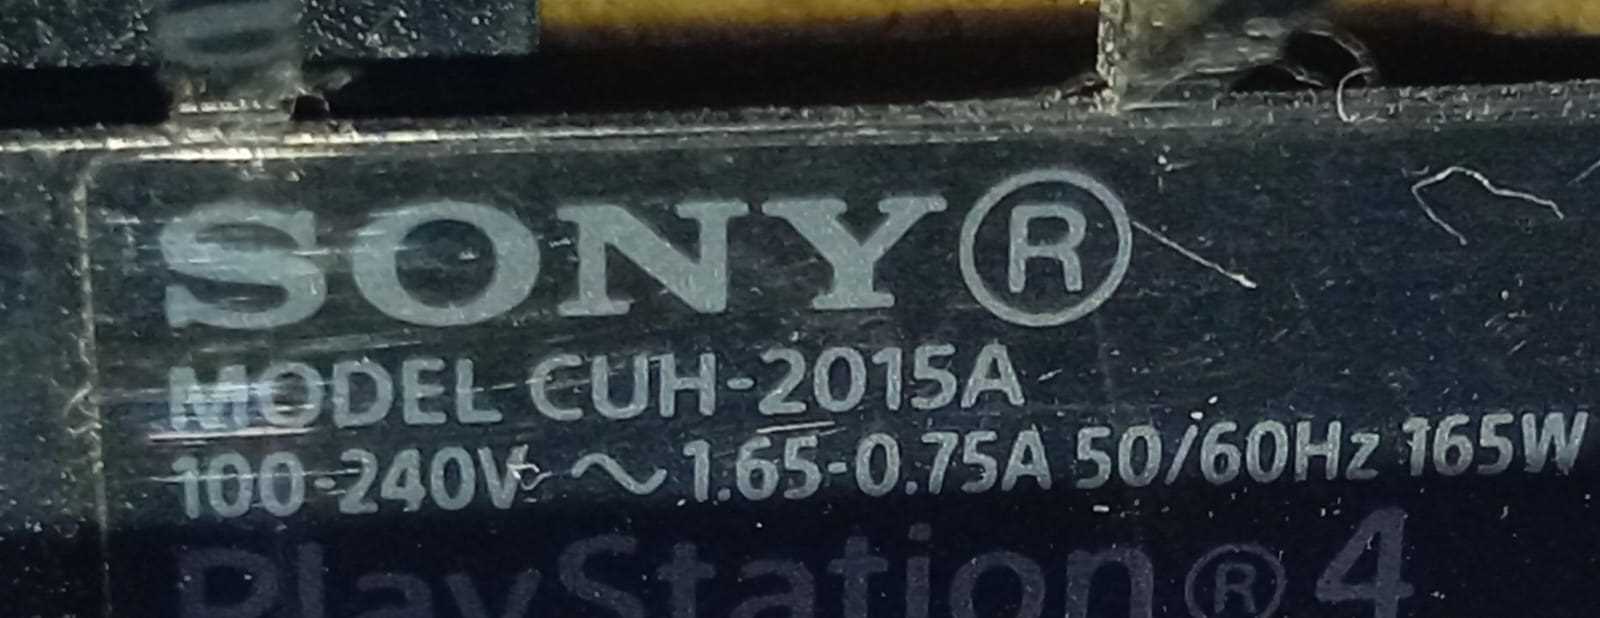 SONY®
MODEL CUH-2015A
100-240V ~ 1.65-0.75A 50/60Hz 165W
PlayStation®4